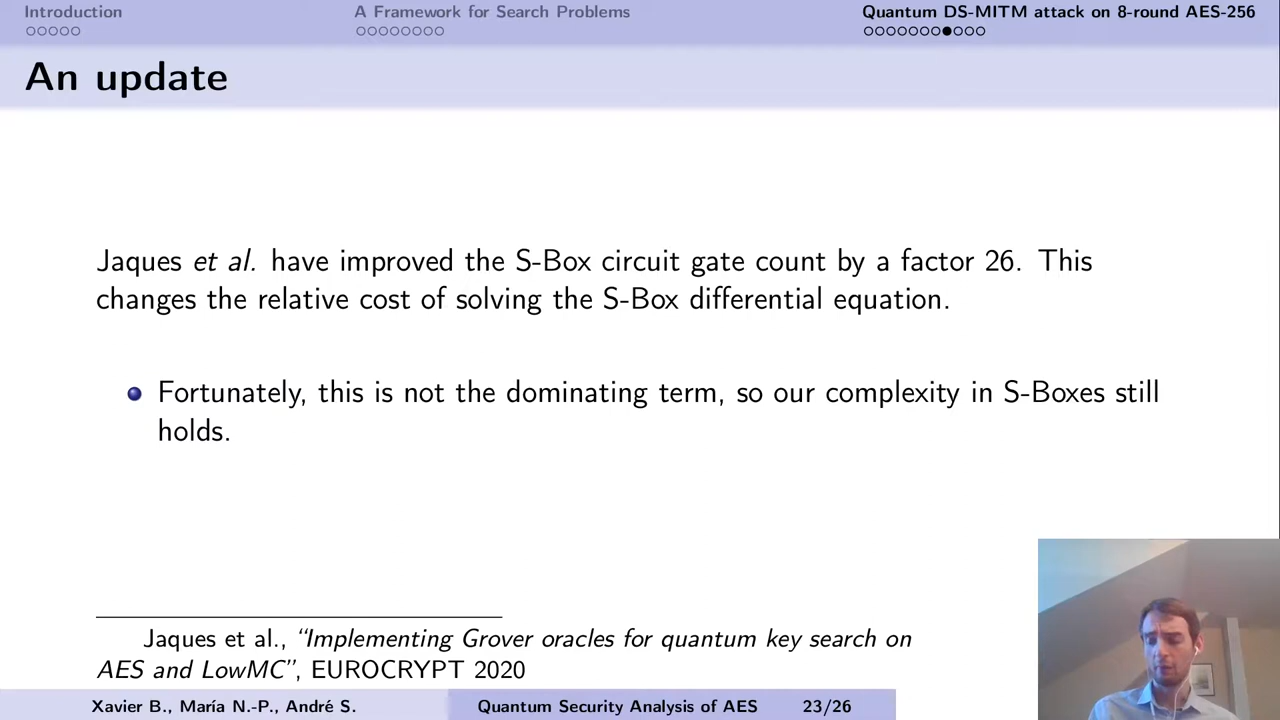 Introduction
A Framework for Search Problems
Quantum DS-MITM attack on 8-round AES-256
An update
Jaques et al. have improved the S-Box circuit gate count by a factor 26. This
changes the relative cost of solving the S-Box differential equation.
Fortunately, this is not the dominating term, so our complexity in S-Boxes still
holds.
Jaques et al., “Implementing Grover oracles for quantum key search on
AES and LowMC”, EUROCRYPT 2020
Xavier B., María N.-P., André S.
Quantum Security Analysis of AES
23/26